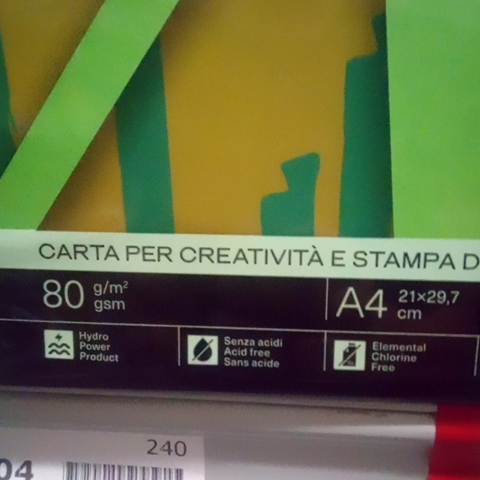 CARTA PER CREATIVITÀ E STAMPA D
80 g/m²
gsm
A4 21×29,7
cm
Hydro
Power
Product
Senza acidi
Acid free
Sans acide
Elemental
Chlorine
Free
240
04